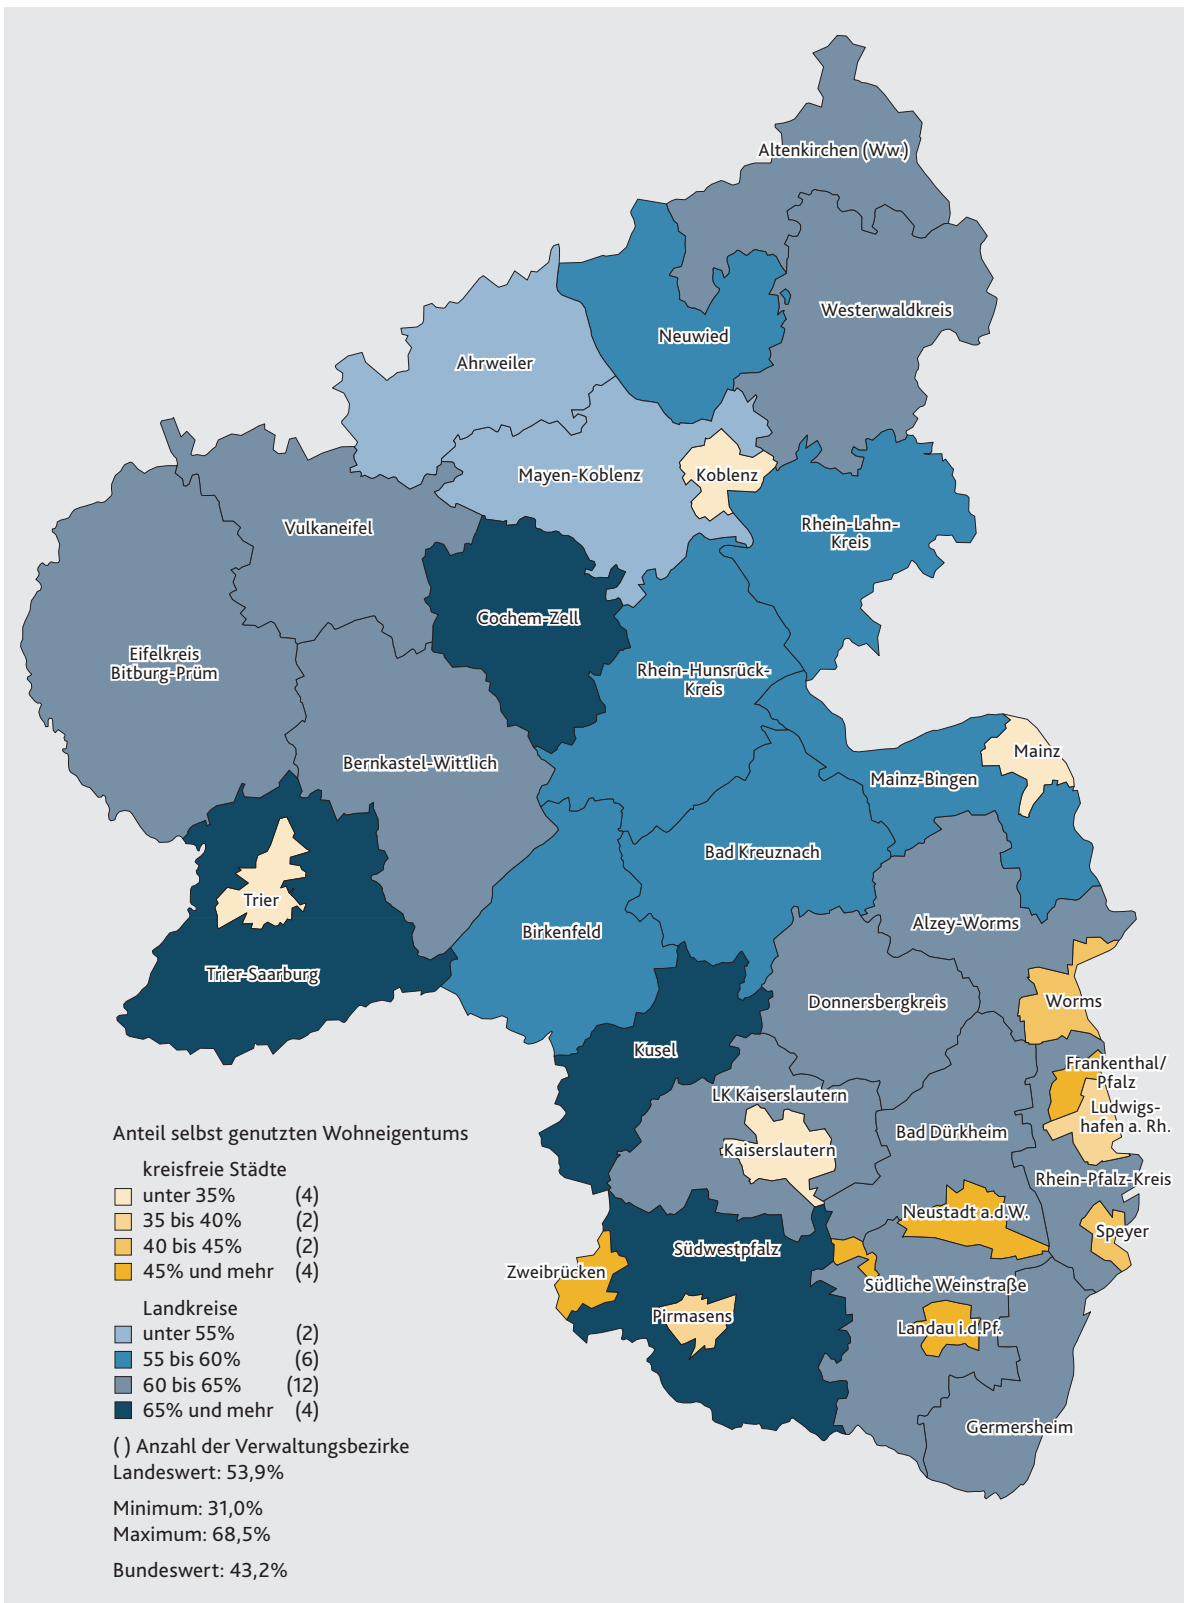 Altenkirchen (Ww.)
Westerwaldkreis
Neuwied
Ahrweiler
Mayen-Koblenz
Koblenz
Vulkaneifel
Rhein-Lahn-
Kreis
Cochem-Zell
Eifelkreis
Bitburg-Prüm
Rhein-Hunsrück-
Kreis
Bernkastel-Wittlich
Mainz
Mainz-Bingen
Bad Kreuznach
Trier
Birkenfeld
Alzey-Worms
Trier-Saarburg
Donnersbergkreis
Worms
Kusel
Frankenthal/
Pfalz
LK Kaiserslautern
Ludwigs-
hafen a. Rh.
Bad Dürkheim
Kaiserslautern
Rhein-Pfalz-Kreis
Neustadt a.d.W.
Speyer
Südwestpfalz
Zweibrücken
Südliche Weinstraße
Pirmasens
Landau i.d.Pf.
Germersheim
Anteil selbst genutzten Wohneigentums
kreisfreie Städte
unter 35% (4)
35 bis 40% (2)
40 bis 45% (2)
45% und mehr (4)
Landkreise
unter 55% (2)
55 bis 60% (6)
60 bis 65% (12)
65% und mehr (4)
( ) Anzahl der Verwaltungsbezirke
Landeswert: 53,9%
Minimum: 31,0%
Maximum: 68,5%
Bundeswert: 43,2%